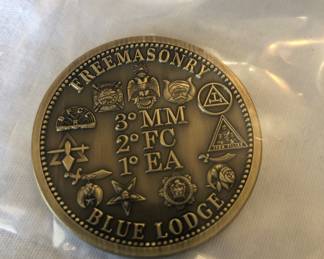 FREEMASONRY
3° MM
2° FC
1° EA
BLUE LODGE